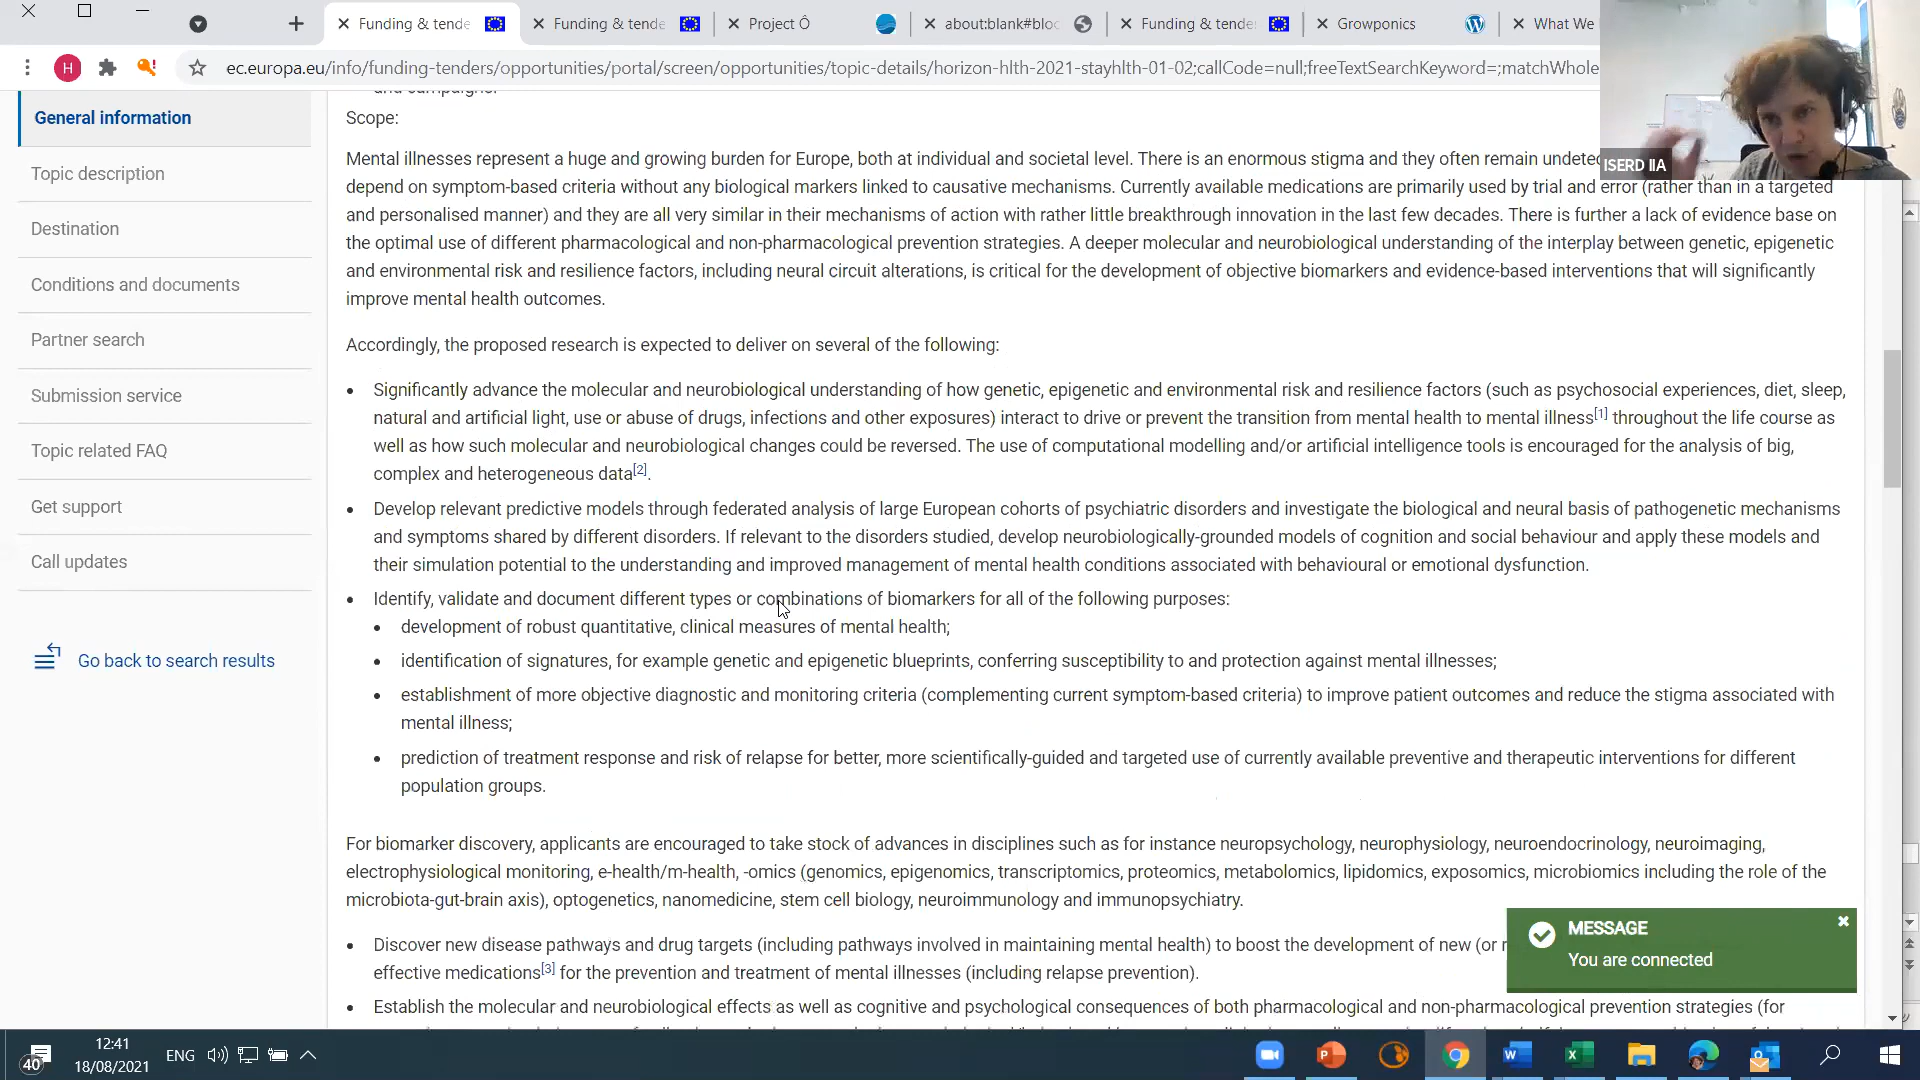 Funding & tende
Funding & tende
Project Ô
about:blank#bloc
Funding & tende
Growponics
What We
H
ec.europa.eu/info/funding-tenders/opportunities/portal/screen/opportunities/topic-details/horizon-hlth-2021-stayhlth-01-02;callCode=null;freeTextSearchKeyword=;matchWhole
ISERD IIA
General information
Topic description
Destination
Conditions and documents
Partner search
Submission service
Topic related FAQ
Get support
Call updates
Go back to search results
and campaigns.
Scope:
Mental illnesses represent a huge and growing burden for Europe, both at individual and societal level. There is an enormous stigma and they often remain undetec
depend on symptom-based criteria without any biological markers linked to causative mechanisms. Currently available medications are primarily used by trial and error (rather than in a targeted
and personalised manner) and they are all very similar in their mechanisms of action with rather little breakthrough innovation in the last few decades. There is further a lack of evidence base on
the optimal use of different pharmacological and non-pharmacological prevention strategies. A deeper molecular and neurobiological understanding of the interplay between genetic, epigenetic
and environmental risk and resilience factors, including neural circuit alterations, is critical for the development of objective biomarkers and evidence-based interventions that will significantly
improve mental health outcomes.
Accordingly, the proposed research is expected to deliver on several of the following:
• Significantly advance the molecular and neurobiological understanding of how genetic, epigenetic and environmental risk and resilience factors (such as psychosocial experiences, diet, sleep,
natural and artificial light, use or abuse of drugs, infections and other exposures) interact to drive or prevent the transition from mental health to mental illness[1] throughout the life course as
well as how such molecular and neurobiological changes could be reversed. The use of computational modelling and/or artificial intelligence tools is encouraged for the analysis of big,
complex and heterogeneous data[2].
• Develop relevant predictive models through federated analysis of large European cohorts of psychiatric disorders and investigate the biological and neural basis of pathogenetic mechanisms
and symptoms shared by different disorders. If relevant to the disorders studied, develop neurobiologically-grounded models of cognition and social behaviour and apply these models and
their simulation potential to the understanding and improved management of mental health conditions associated with behavioural or emotional dysfunction.
• Identify, validate and document different types or combinations of biomarkers for all of the following purposes:
• development of robust quantitative, clinical measures of mental health;
• identification of signatures, for example genetic and epigenetic blueprints, conferring susceptibility to and protection against mental illnesses;
• establishment of more objective diagnostic and monitoring criteria (complementing current symptom-based criteria) to improve patient outcomes and reduce the stigma associated with
mental illness;
• prediction of treatment response and risk of relapse for better, more scientifically-guided and targeted use of currently available preventive and therapeutic interventions for different
population groups.
For biomarker discovery, applicants are encouraged to take stock of advances in disciplines such as for instance neuropsychology, neurophysiology, neuroendocrinology, neuroimaging,
electrophysiological monitoring, e-health/m-health, -omics (genomics, epigenomics, transcriptomics, proteomics, metabolomics, lipidomics, exposomics, microbiomics including the role of the
microbiota-gut-brain axis), optogenetics, nanomedicine, stem cell biology, neuroimmunology and immunopsychiatry.
• Discover new disease pathways and drug targets (including pathways involved in maintaining mental health) to boost the development of new (or r
effective medications[3] for the prevention and treatment of mental illnesses (including relapse prevention).
• Establish the molecular and neurobiological effects as well as cognitive and psychological consequences of both pharmacological and non-pharmacological prevention strategies (for
MESSAGE
You are connected
40
12:41
18/08/2021
ENG